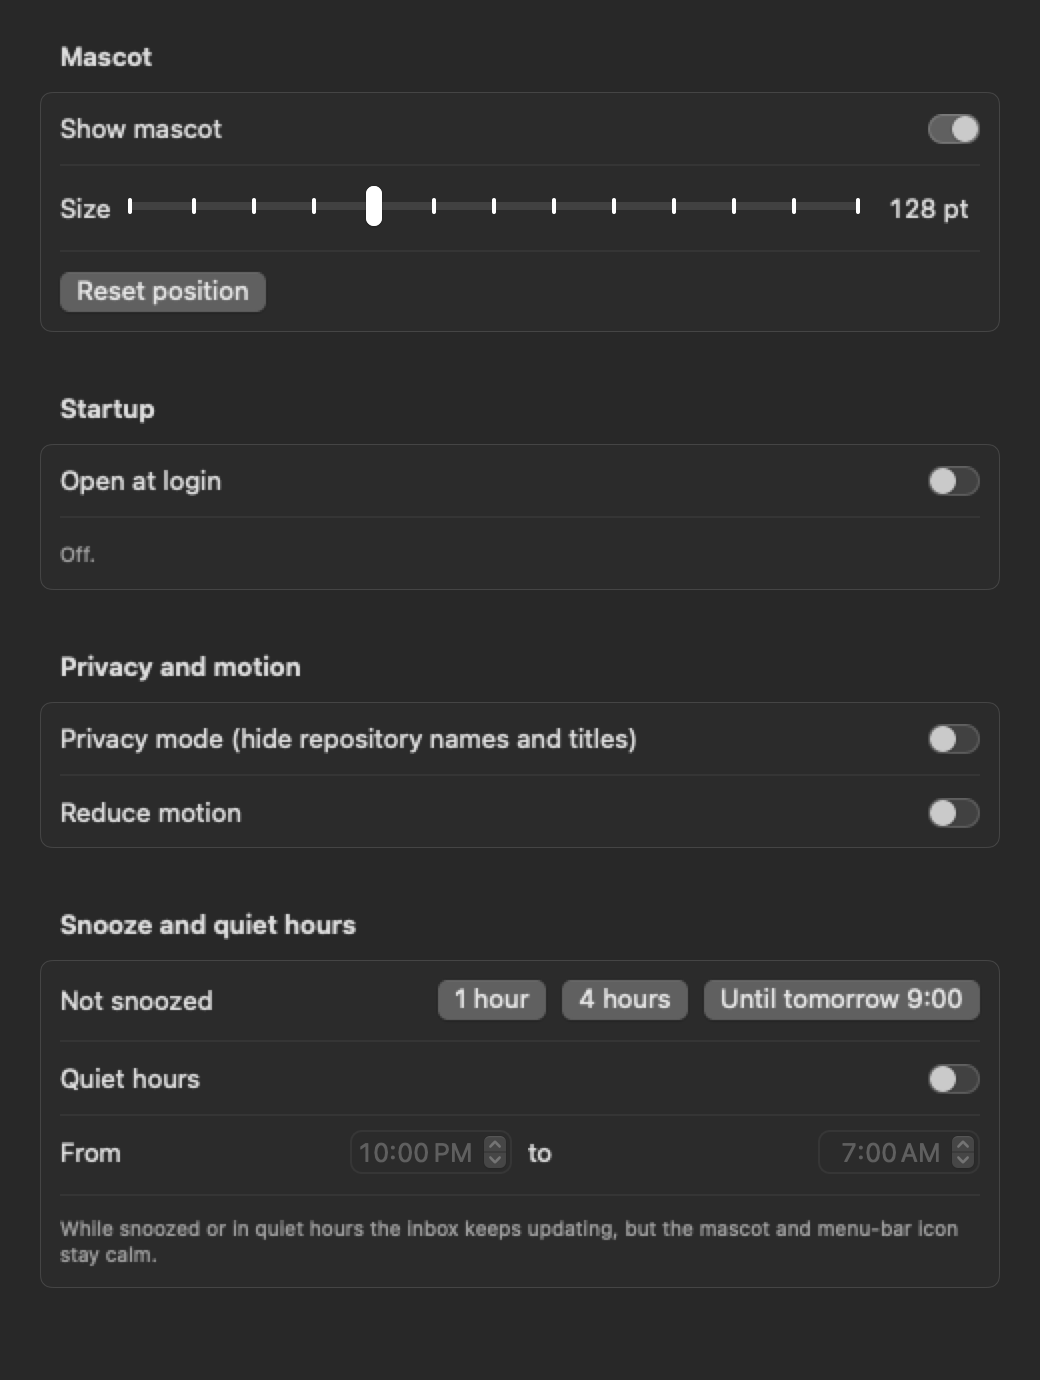 Mascot
Show mascot
Size 128 pt
Reset position
Startup
Open at login
Off.
Privacy and motion
Privacy mode (hide repository names and titles)
Reduce motion
Snooze and quiet hours
Not snoozed 1 hour 4 hours Until tomorrow 9:00
Quiet hours
From 10:00 PM to 7:00 AM
While snoozed or in quiet hours the inbox keeps updating, but the mascot and menu-bar icon
stay calm.